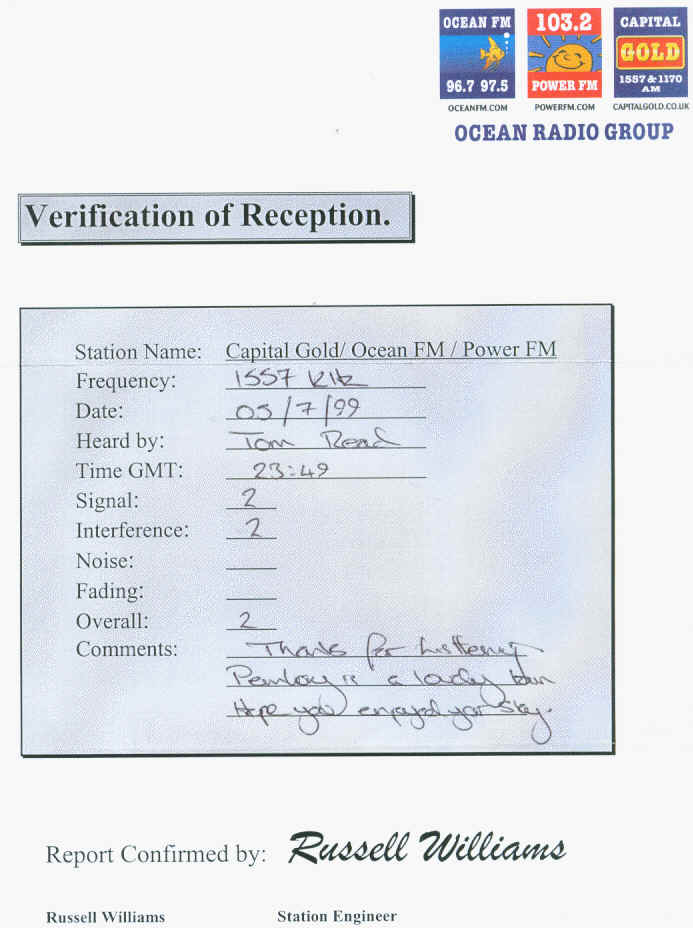 OCEAN FM
96.7 97.5
OCEANFM.COM
103.2
POWER FM
POWERFM.COM
CAPITAL
GOLD
1557 & 1170
AM
CAPITALGOLD.CO.UK
OCEAN RADIO GROUP
Verification of Reception.
Station Name: Capital Gold/ Ocean FM / Power FM
Frequency: 1557 KHz
Date: 05/7/99
Heard by: Tom Read
Time GMT: 23:49
Signal: 2
Interference: 2
Noise:
Fading:
Overall: 2
Comments: Thanks for Listtening
is a lovely town
Hope you enjoyed your stay.
Report Confirmed by: Russell Williams
Russell Williams Station Engineer